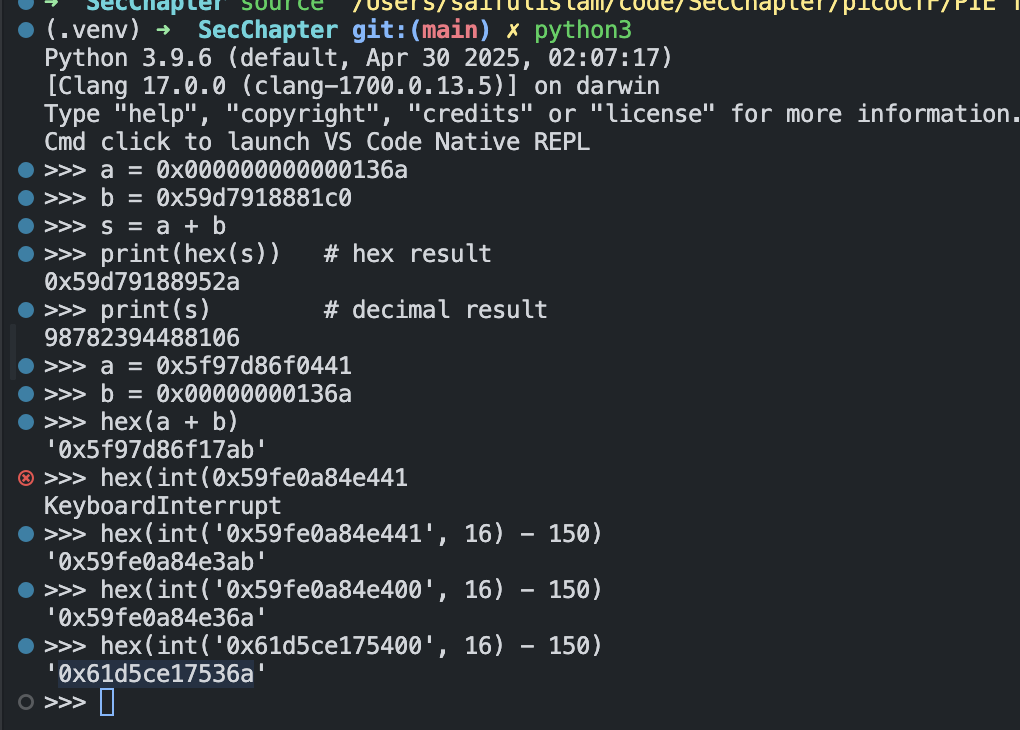 ➜ SecChapter source "/Users/saifulislam/code/SecChapter/picoCTF/PIE
(.venv) ➜ SecChapter git:(main) ✗ python3
Python 3.9.6 (default, Apr 30 2025, 02:07:17)
[Clang 17.0.0 (clang-1700.0.13.5)] on darwin
Type "help", "copyright", "credits" or "license" for more information.
Cmd click to launch VS Code Native REPL
>>> a = 0x000000000000136a
>>> b = 0x59d7918881c0
>>> s = a + b
>>> print(hex(s))   # hex result
0x59d79188952a
>>> print(s)        # decimal result
98782394488106
>>> a = 0x5f97d86f0441
>>> b = 0x00000000136a
>>> hex(a + b)
'0x5f97d86f17ab'
>>> hex(int(0x59fe0a84e441
KeyboardInterrupt
>>> hex(int('0x59fe0a84e441', 16) - 150)
'0x59fe0a84e3ab'
>>> hex(int('0x59fe0a84e400', 16) - 150)
'0x59fe0a84e36a'
>>> hex(int('0x61d5ce175400', 16) - 150)
'0x61d5ce17536a'
>>>